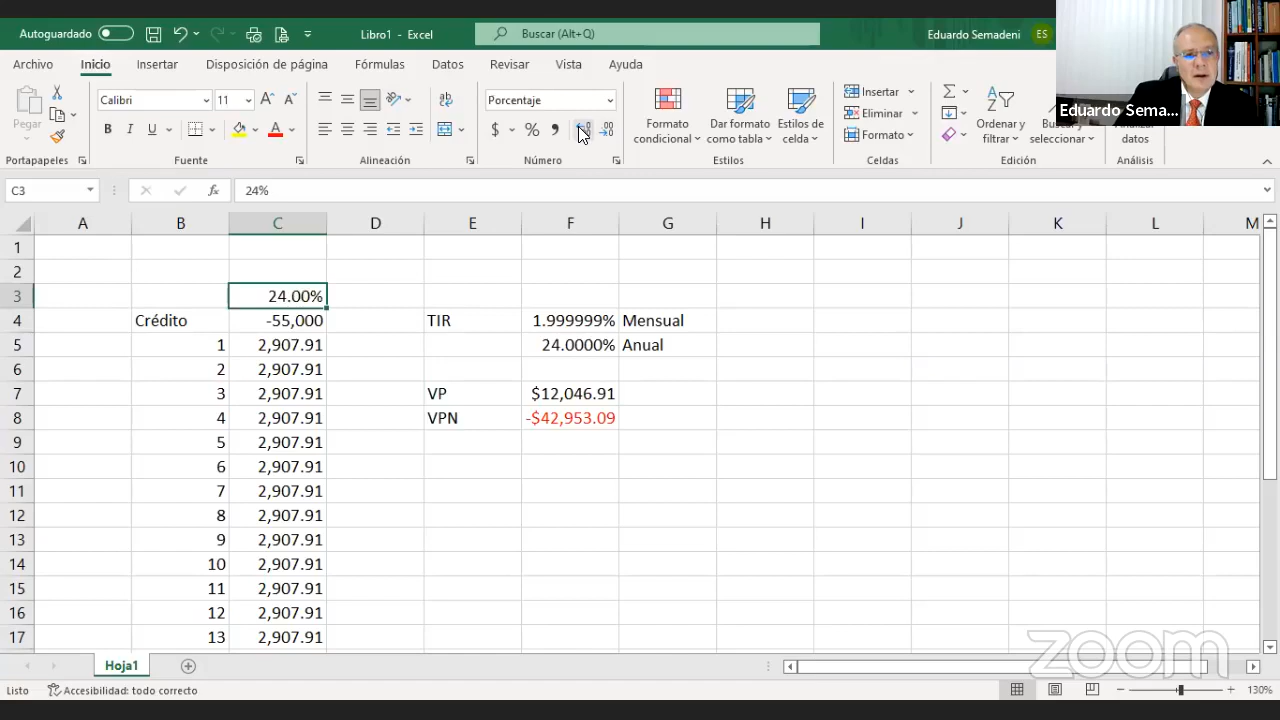 Autoguardado
Libro1 - Excel
Buscar (Alt+Q)
Eduardo Semadeni
ES
Archivo
Inicio
Insertar
Disposición de página
Fórmulas
Datos
Revisar
Vista
Ayuda
Pegar
Calibri
11
N
K
S
Porcentaje
$ %
Formato condicional
Dar formato como tabla
Estilos de celda
Insertar
Eliminar
Formato
Ordenar y filtrar
Buscar y seleccionar
datos
Eduardo Sema...
Portapapeles
Fuente
Alineación
Número
Estilos
Celdas
Edición
Análisis
C3
fx
24%
A B C D E F G H I J K L M
1
2
3 24.00%
4 Crédito -55,000 TIR 1.999999% Mensual
5 1 2,907.91 24.0000% Anual
6 2 2,907.91
7 3 2,907.91 VP $12,046.91
8 4 2,907.91 VPN -$42,953.09
9 5 2,907.91
10 6 2,907.91
11 7 2,907.91
12 8 2,907.91
13 9 2,907.91
14 10 2,907.91
15 11 2,907.91
16 12 2,907.91
17 13 2,907.91
Hoja1
zoom
Listo
Accesibilidad: todo correcto
130%